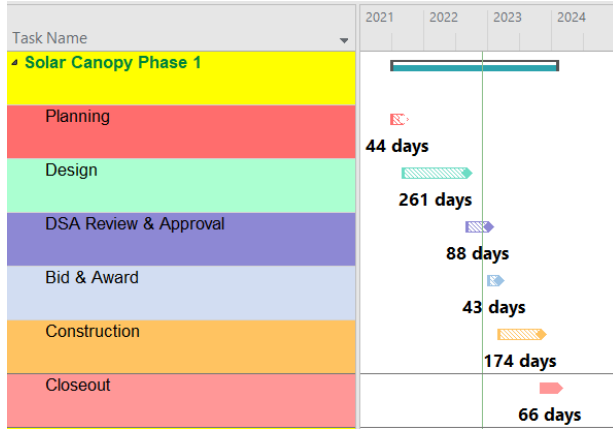 2021 2022 2023 2024
Task Name
Solar Canopy Phase 1
Planning
44 days
Design
261 days
DSA Review & Approval
88 days
Bid & Award
43 days
Construction
174 days
Closeout
66 days